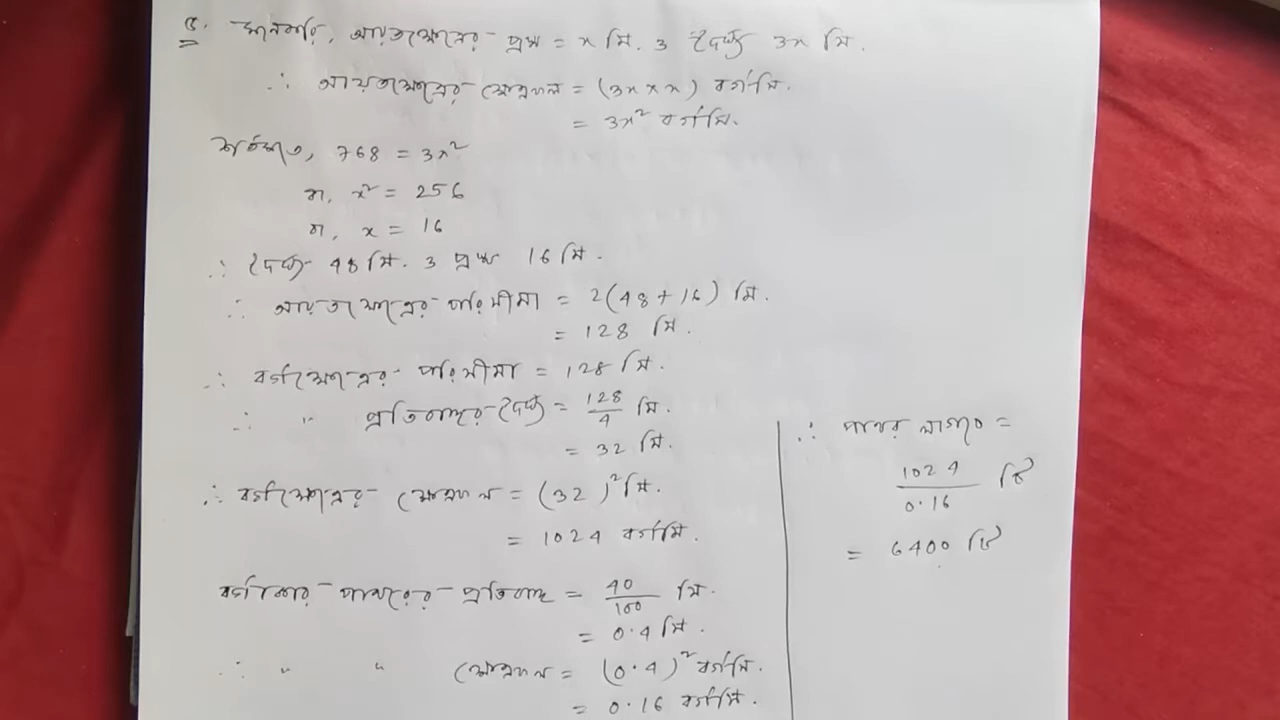 ৫. মনেকরি, আয়তক্ষেত্রের প্রস্থ = x মি. ও দৈর্ঘ্য 3x মি.
∴ আয়তক্ষেত্রের ক্ষেত্রফল = (3x × x) বর্গমি.
= 3x² বর্গমি.
শর্তমতে, 768 = 3x²
বা, x² = 256
বা, x = 16
∴ দৈর্ঘ্য 48 মি. ও প্রস্থ 16 মি.
∴ আয়তক্ষেত্রের পরিসীমা = 2(48 + 16) মি.
= 128 মি.
∴ বর্গক্ষেত্রের পরিসীমা = 128 মি.
∴ " প্রতিবাহুর দৈর্ঘ্য = 128/4 মি.
= 32 মি.
∴ বর্গক্ষেত্রের ক্ষেত্রফল = (32)² মি.
= 1024 বর্গমি.
বর্গাকার পাথরের প্রতিবাহু = 40/100 মি.
= 0.4 মি.
∴ " " ক্ষেত্রফল = (0.4)² বর্গমি.
= 0.16 বর্গমি.
∴ পাথর লাগবে =
1024/0.16 টি
= 6400 টি